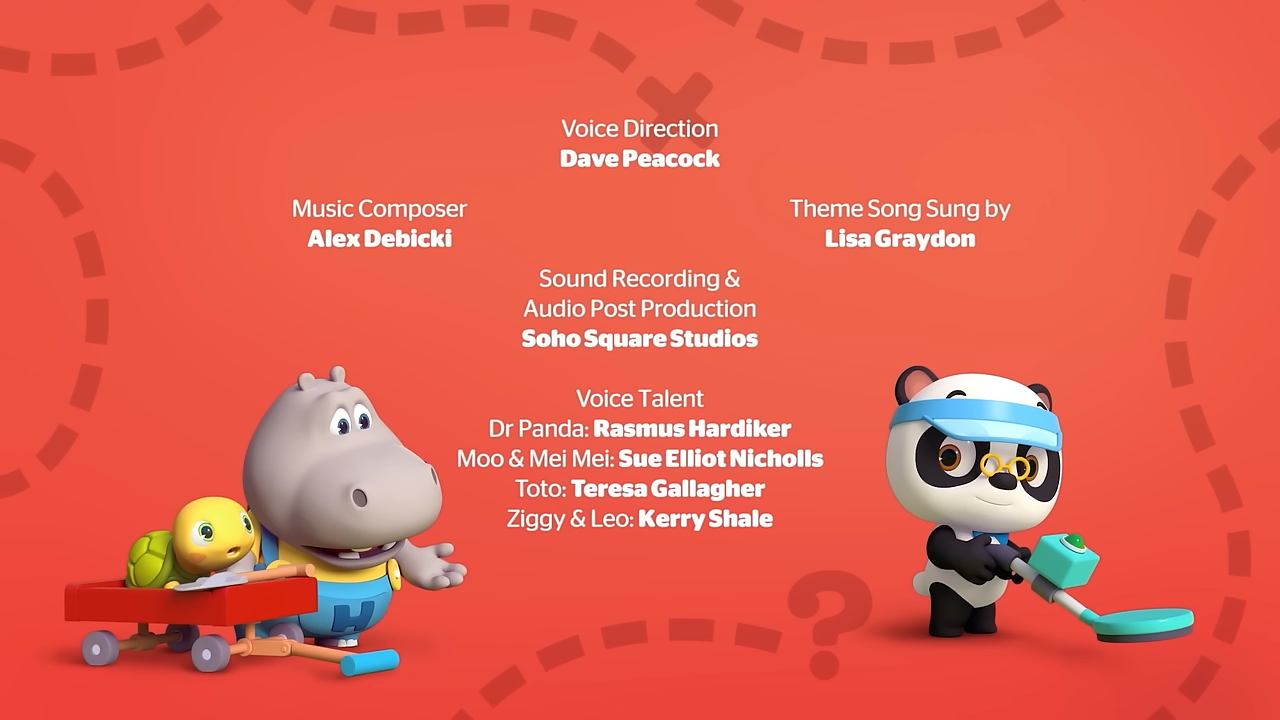 Voice Direction
Dave Peacock
Music Composer
Alex Debicki
Theme Song Sung by
Lisa Graydon
Sound Recording &
Audio Post Production
Soho Square Studios
Voice Talent
Dr Panda: Rasmus Hardiker
Moo & Mei Mei: Sue Elliot Nicholls
Toto: Teresa Gallagher
Ziggy & Leo: Kerry Shale
H
?